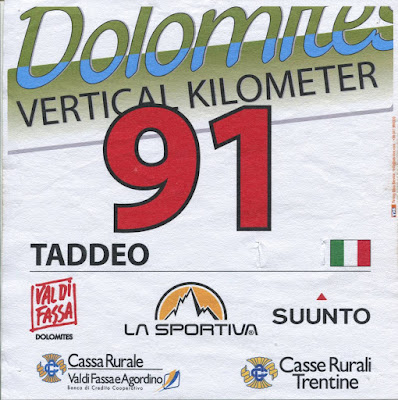 Dolomites
VERTICAL KILOMETER
91
TADDEO
VAL DI
FASSA
DOLOMITES
LA SPORTIVA
SUUNTO
Cassa Rurale
Val di Fassa e Agordino
Banca di Credito Cooperativo
Casse Rurali
Trentine